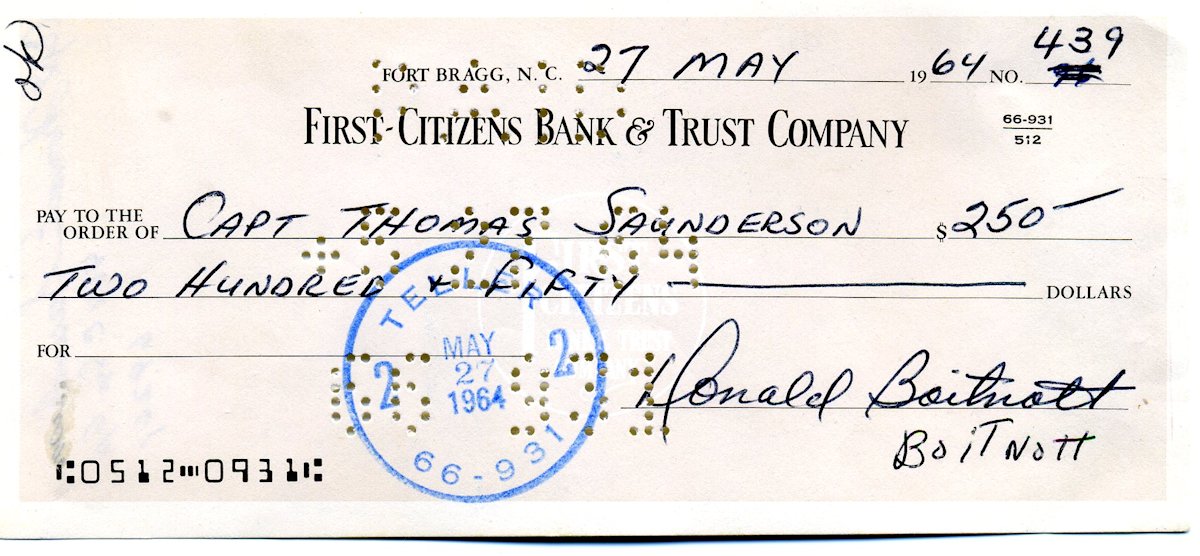 ok
FORT BRAGG, N. C. 27 MAY 1964 NO. 439
FIRST-CITIZENS BANK & TRUST COMPANY
66-931
512
PAY TO THE
ORDER OF CAPT THOMAS SAUNDERSON $250
TWO HUNDRED & FIFTY DOLLARS
TELLER
2 MAY 2
27
1964
66-931
FOR
Ronald Boitnott
BOITNOTT
⑆0512⑉0931⑆